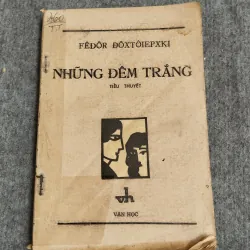 FÊĐÔR ĐÔXTÔIEPXKI
NHỮNG ĐÊM TRẮNG
TIỂU THUYẾT
vh
VĂN HỌC